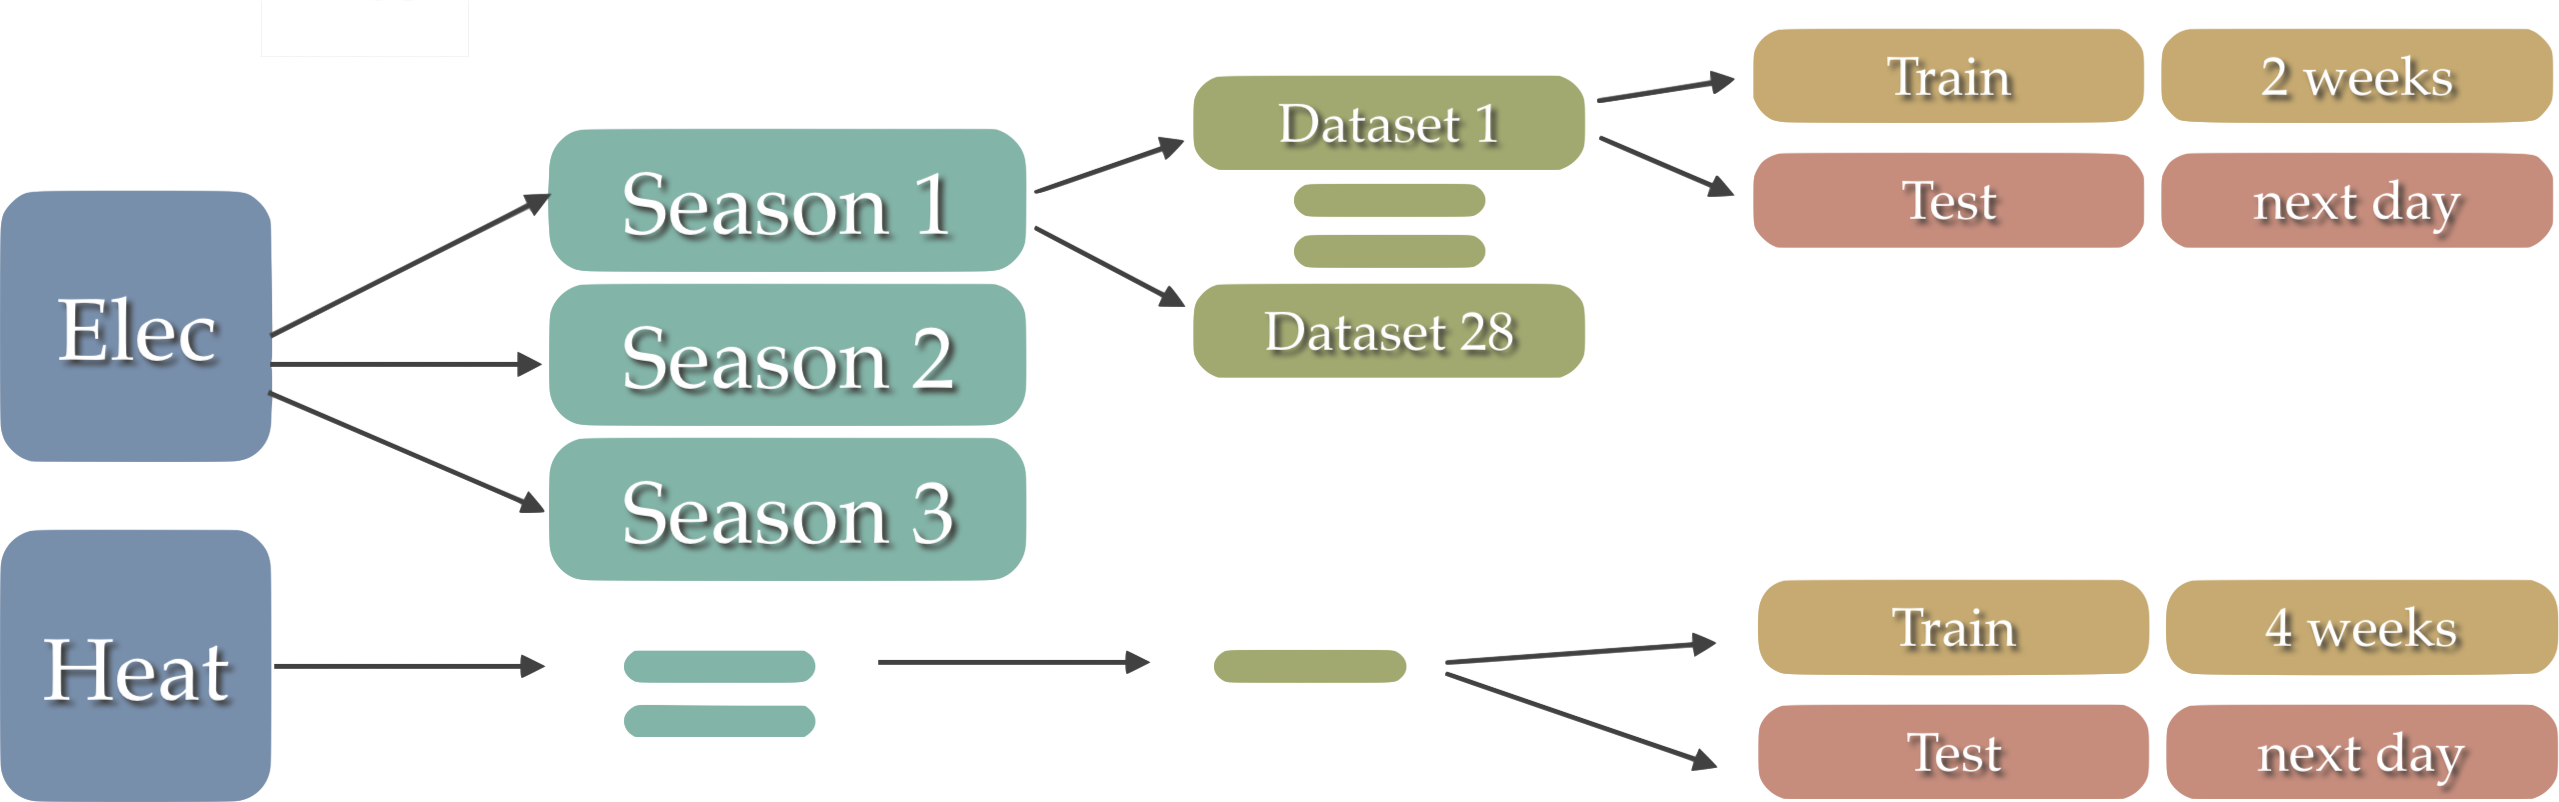 Elec
Season 1
Season 2
Season 3
Dataset 1
Dataset 28
Train
2 weeks
Test
next day
Heat
Train
4 weeks
Test
next day